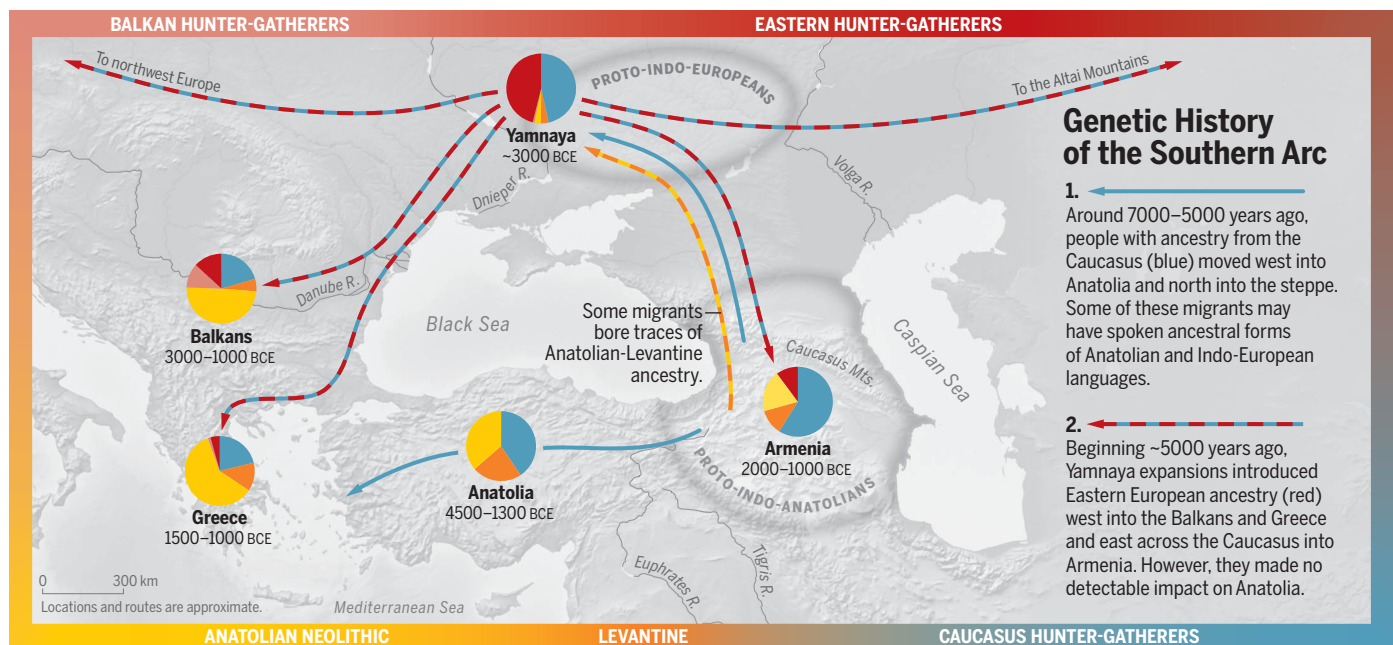 BALKAN HUNTER-GATHERERS
EASTERN HUNTER-GATHERERS
To northwest Europe
PROTO-INDO-EUROPEANS
To the Altai Mountains
Yamnaya
~3000 BCE
Dnieper R.
Volga R.
Genetic History
of the Southern Arc
1.
Around 7000–5000 years ago,
people with ancestry from the
Caucasus (blue) moved west into
Anatolia and north into the steppe.
Some of these migrants may
have spoken ancestral forms
of Anatolian and Indo-European
languages.
2.
Beginning ~5000 years ago,
Yamnaya expansions introduced
Eastern European ancestry (red)
west into the Balkans and Greece
and east across the Caucasus into
Armenia. However, they made no
detectable impact on Anatolia.
Danube R.
Balkans
3000–1000 BCE
Black Sea
Some migrants
bore traces of
Anatolian-Levantine
ancestry.
Caucasus Mts.
Caspian Sea
Armenia
2000–1000 BCE
PROTO-INDO-ANATOLIANS
Anatolia
4500–1300 BCE
Greece
1500–1000 BCE
Euphrates R.
Tigris R.
0 300 km
Locations and routes are approximate.
Mediterranean Sea
ANATOLIAN NEOLITHIC
LEVANTINE
CAUCASUS HUNTER-GATHERERS